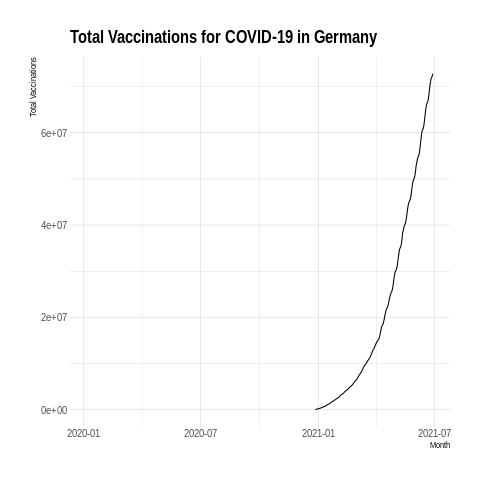 Total Vaccinations for COVID-19 in Germany
Total Vaccinations
6e+07
4e+07
2e+07
0e+00
2020-01 2020-07 2021-01 2021-07
Month